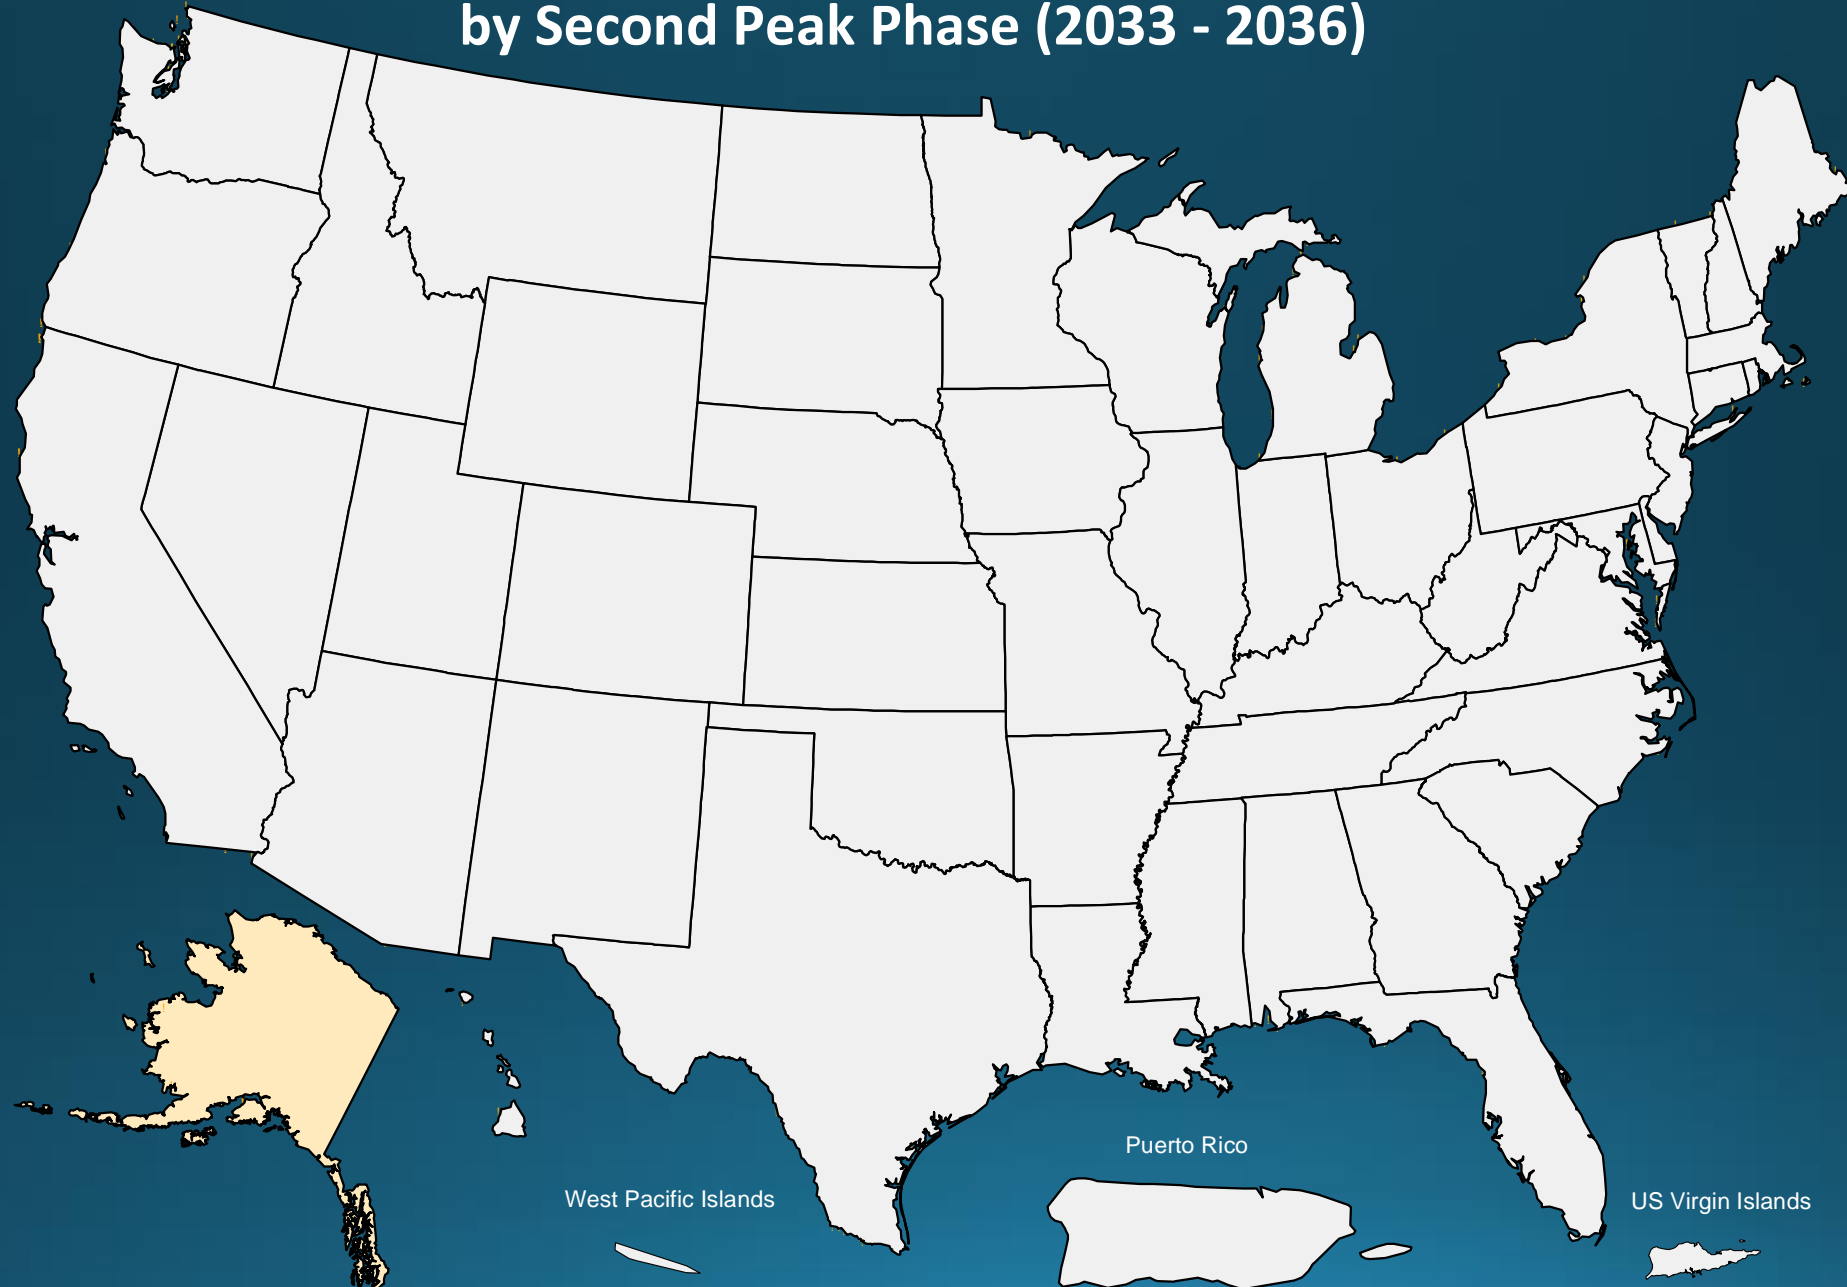 by Second Peak Phase (2033 - 2036)
Puerto Rico
West Pacific Islands
US Virgin Islands